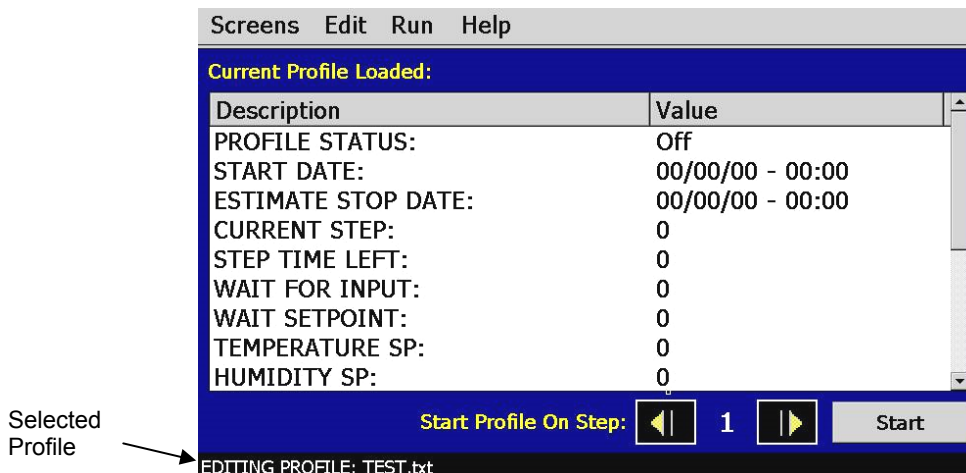 Screens Edit Run Help
Current Profile Loaded:
Description Value
PROFILE STATUS: Off
START DATE: 00/00/00 - 00:00
ESTIMATE STOP DATE: 00/00/00 - 00:00
CURRENT STEP: 0
STEP TIME LEFT: 0
WAIT FOR INPUT: 0
WAIT SETPOINT: 0
TEMPERATURE SP: 0
HUMIDITY SP: 0
Start Profile On Step: 1 Start
Selected
Profile
EDITING PROFILE: TEST.txt